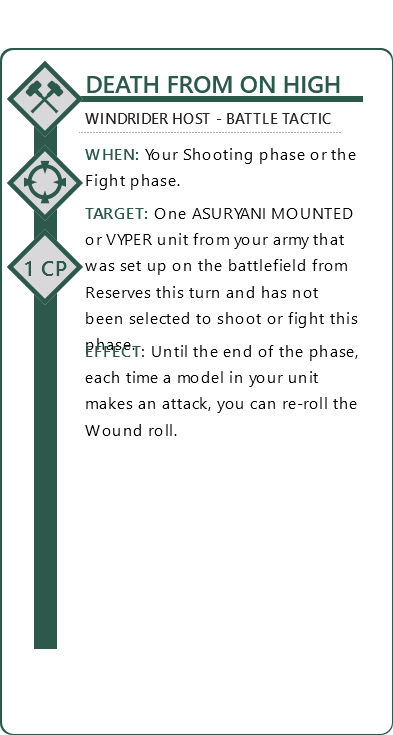 DEATH FROM ON HIGH
WINDRIDER HOST - BATTLE TACTIC
WHEN: Your Shooting phase or the
Fight phase.
TARGET: One ASURYANI MOUNTED
or VYPER unit from your army that
was set up on the battlefield from
Reserves this turn and has not
been selected to shoot or fight this
phase.
EFFECT: Until the end of the phase,
each time a model in your unit
makes an attack, you can re-roll the
Wound roll.
1 CP